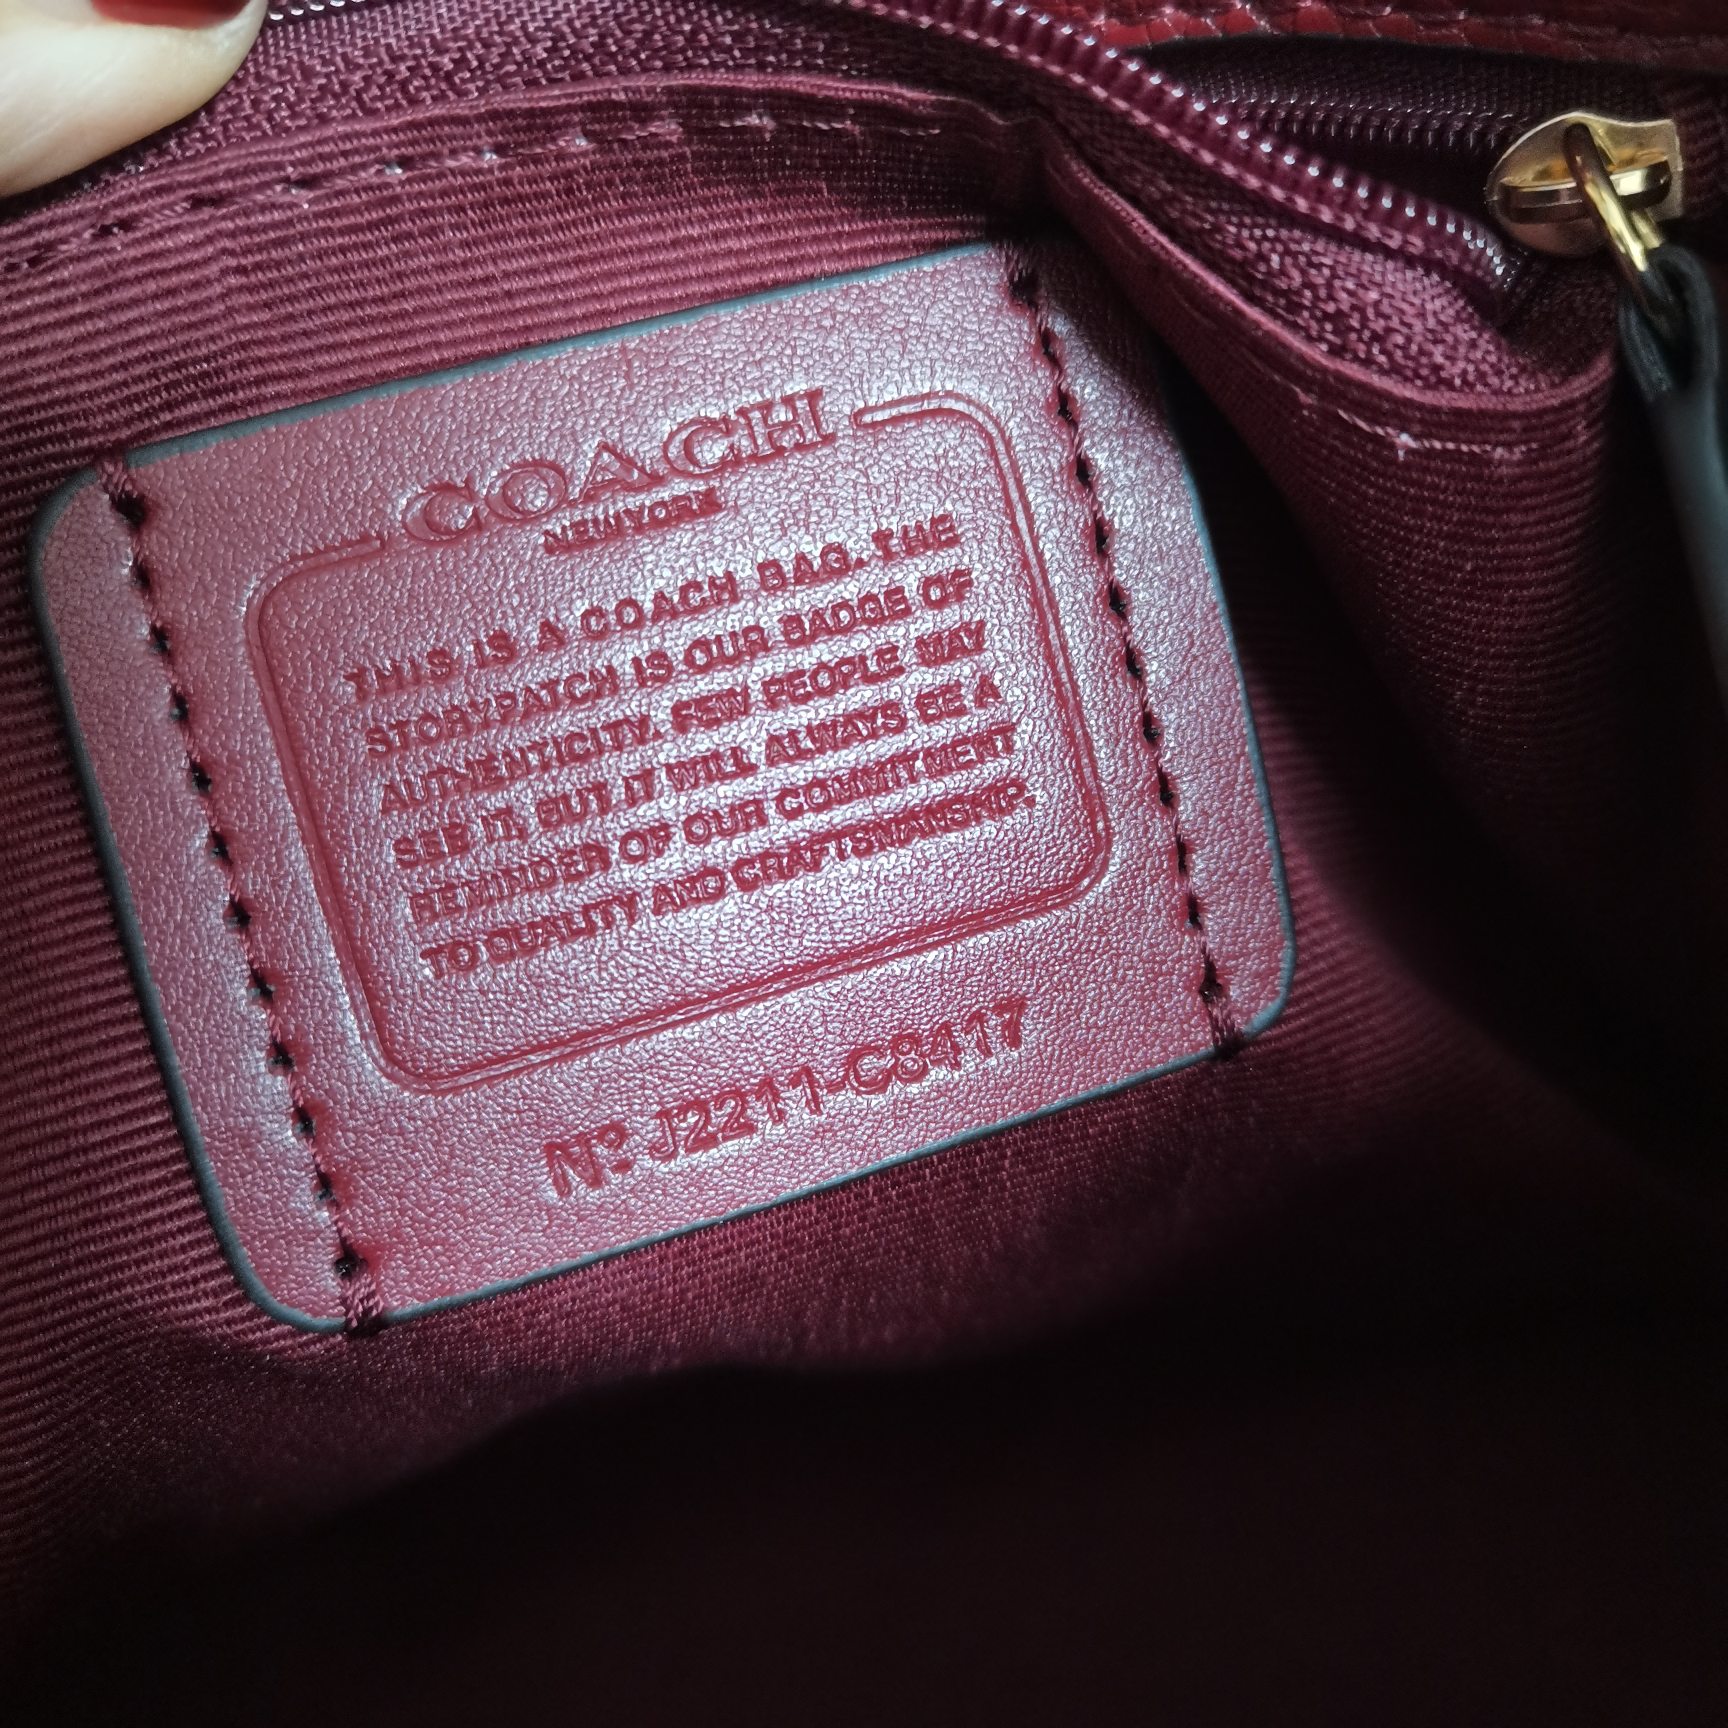 COACH
NEW YORK
THIS IS A COACH BAG. THE
STORYPATCH IS OUR BADGE OF
AUTHENTICITY. FEW PEOPLE MAY
SEE IT, BUT IT WILL ALWAYS BE A
REMINDER OF OUR COMMITMENT
TO QUALITY AND CRAFTSMANSHIP.
Nº J2211-C8417